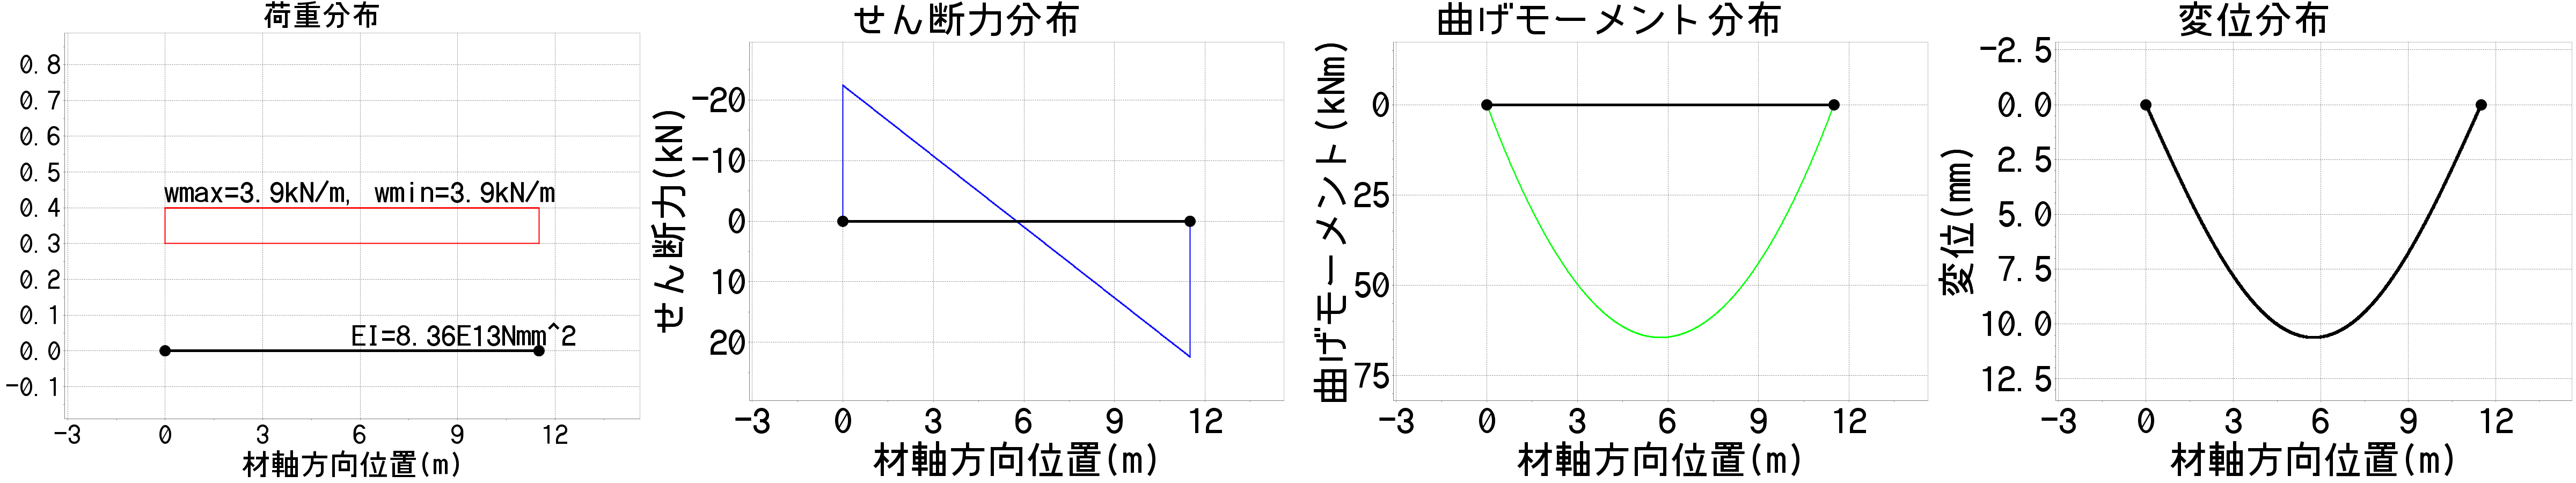 荷重分布
0.8
0.7
0.6
0.5
wmax=3.9kN/m, wmin=3.9kN/m
0.4
0.3
0.2
0.1
EI=8.36E13Nmm^2
0.0
-0.1
-3 0 3 6 9 12
材軸方向位置(m)
せん断力分布
せん断力(kN)
-20
-10
0
10
20
-3 0 3 6 9 12
材軸方向位置(m)
曲げモーメント分布
曲げモーメント(kNm)
0
25
50
75
-3 0 3 6 9 12
材軸方向位置(m)
変位分布
変位(mm)
-2.5
0.0
2.5
5.0
7.5
10.0
12.5
-3 0 3 6 9 12
材軸方向位置(m)